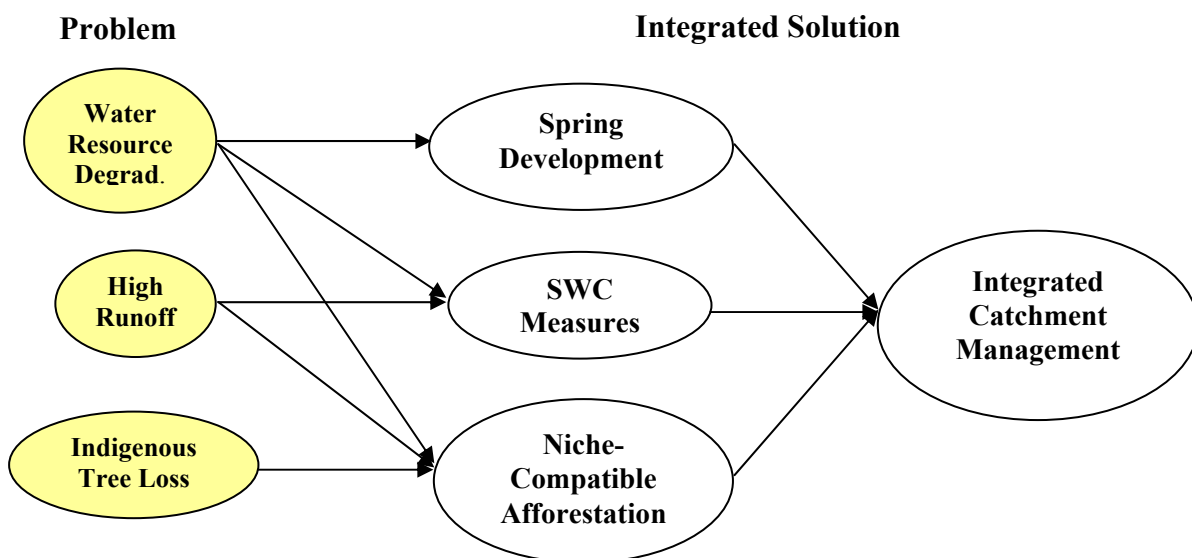 Problem
Integrated Solution
Water
Resource
Degrad.
Spring
Development
High
Runoff
SWC
Measures
Integrated
Catchment
Management
Indigenous
Tree Loss
Niche-
Compatible
Afforestation